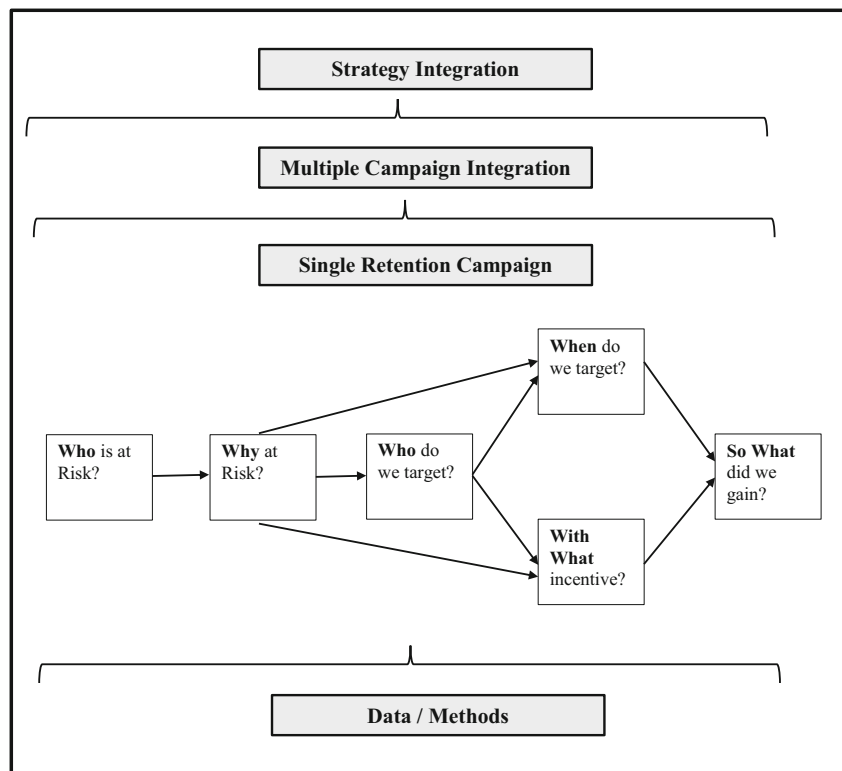 Strategy Integration
Multiple Campaign Integration
Single Retention Campaign
When do
we target?
Who is at
Risk?
Why at
Risk?
Who do
we target?
So What
did we
gain?
With
What
incentive?
Data / Methods